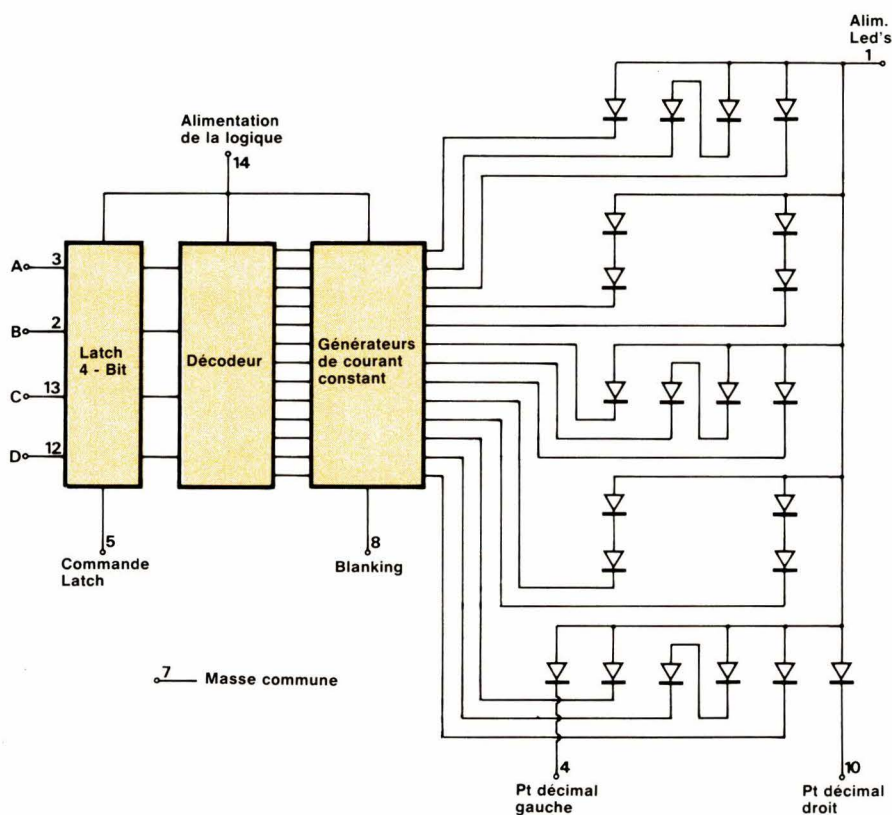 Alim.
Led's
1
Alimentation
de la logique
14
A
3
B
2
C
13
D
12
Latch
4 - Bit
Décodeur
Générateurs
de courant
constant
5
Commande
Latch
8
Blanking
7
Masse commune
4
Pt décimal
gauche
10
Pt décimal
droit